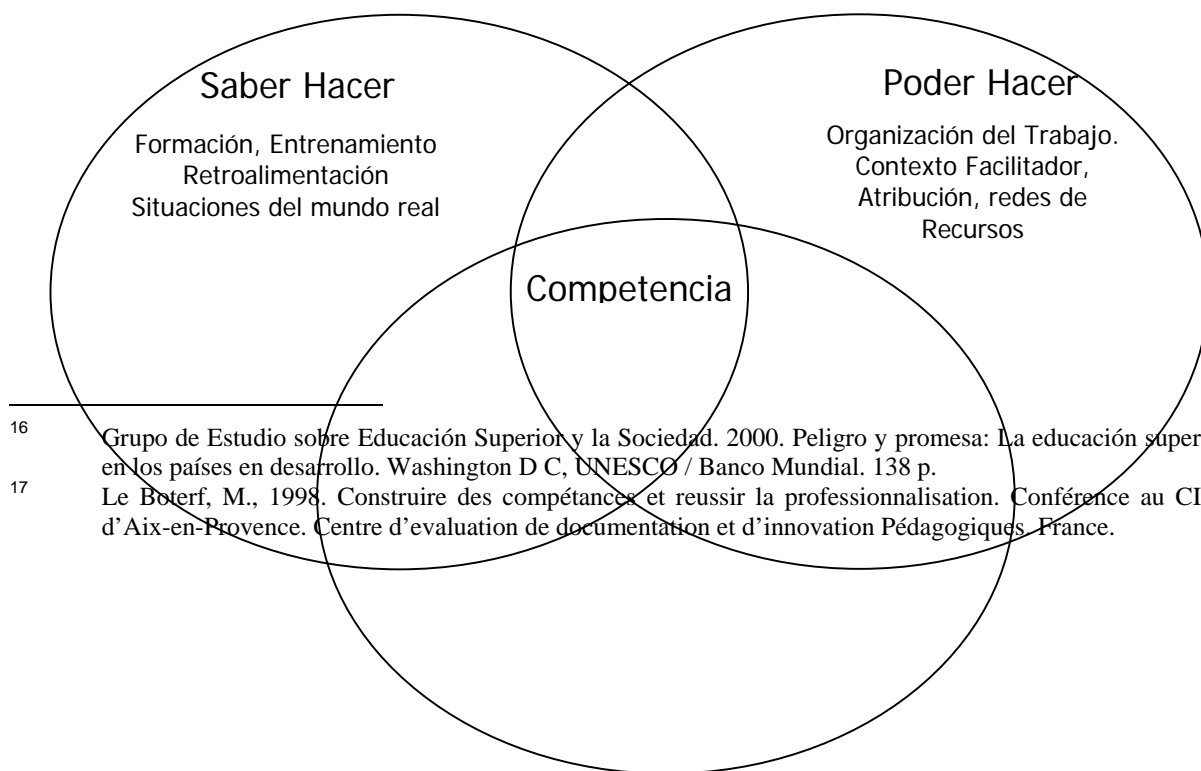 Saber Hacer
Formación, Entrenamiento
Retroalimentación
Situaciones del mundo real
Poder Hacer
Organización del Trabajo.
Contexto Facilitador,
Atribución, redes de
Recursos
Competencia
16 Grupo de Estudio sobre Educación Superior y la Sociedad. 2000. Peligro y promesa: La educación super
en los países en desarrollo. Washington D C, UNESCO / Banco Mundial. 138 p.
17 Le Boterf, M., 1998. Construire des compétances et reussir la professionnalisation. Conférence au CI
d’Aix-en-Provence. Centre d’evaluation de documentation et d’innovation Pédagogiques. France.